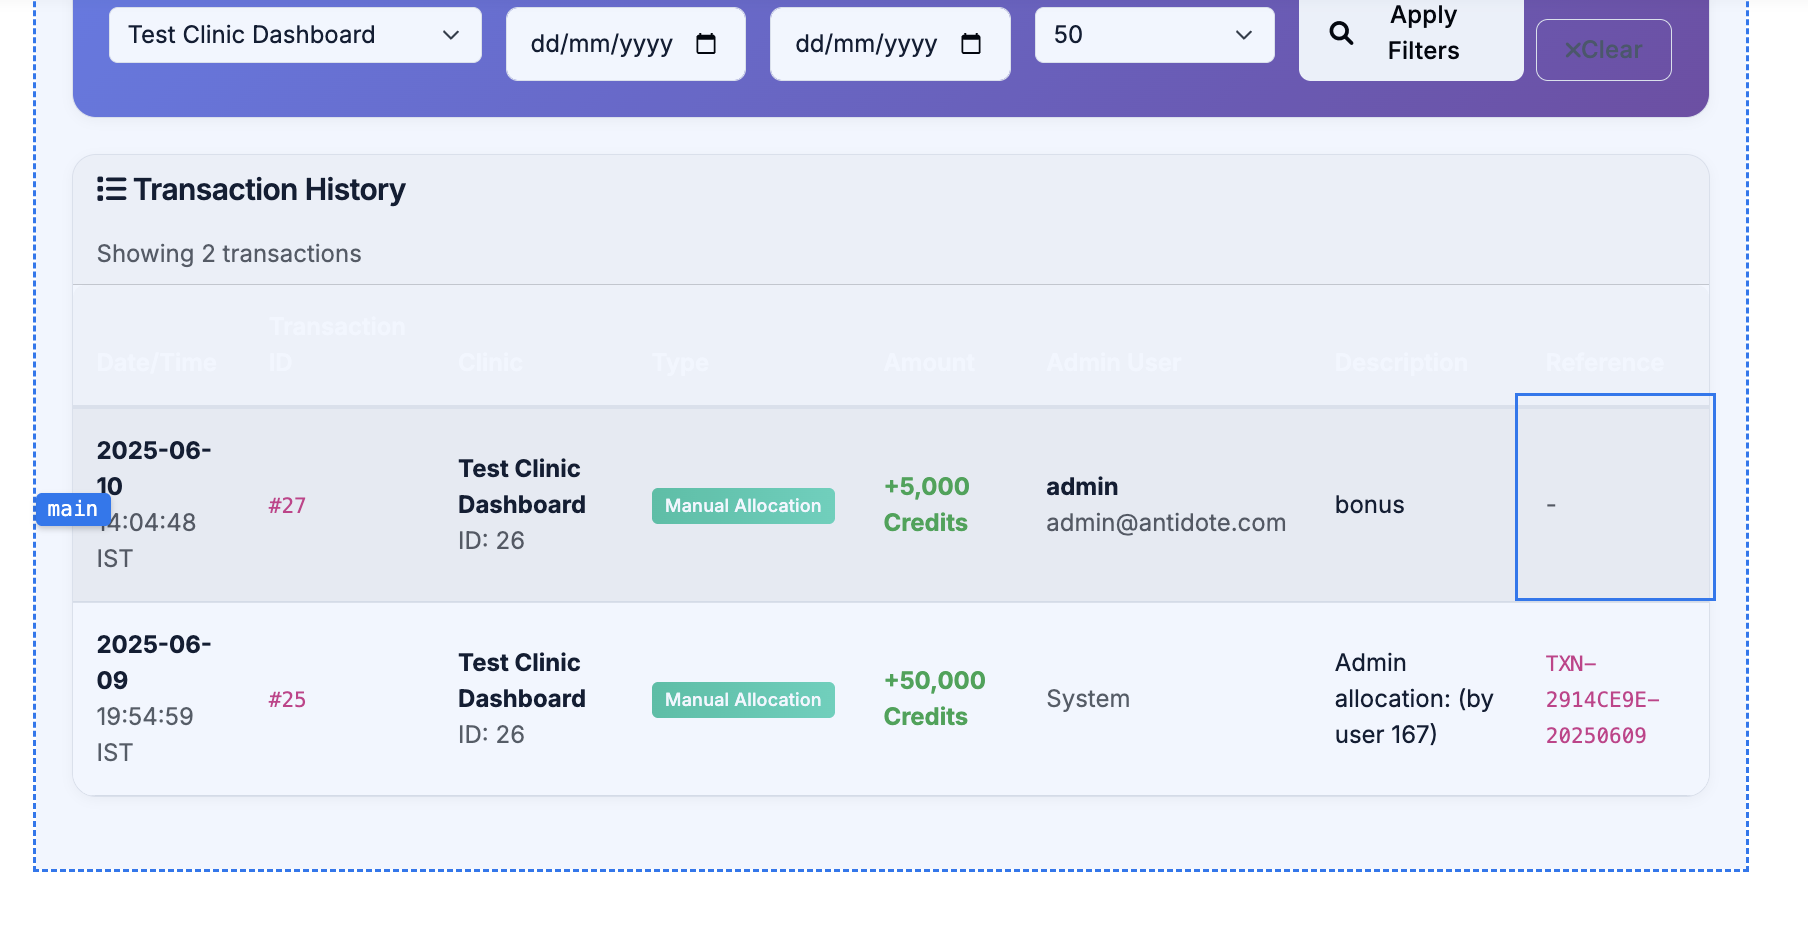 Test Clinic Dashboard
dd/mm/yyyy
dd/mm/yyyy
50
Apply
Filters
×Clear
Transaction History
Showing 2 transactions
Date/Time
Transaction
ID
Clinic
Type
Amount
Admin User
Description
Reference
2025-06-
10
14:04:48
IST
#27
Test Clinic
Dashboard
ID: 26
Manual Allocation
+5,000
Credits
admin
admin@antidote.com
bonus
-
main
2025-06-
09
19:54:59
IST
#25
Test Clinic
Dashboard
ID: 26
Manual Allocation
+50,000
Credits
System
Admin
allocation: (by
user 167)
TXN-
2914CE9E-
20250609